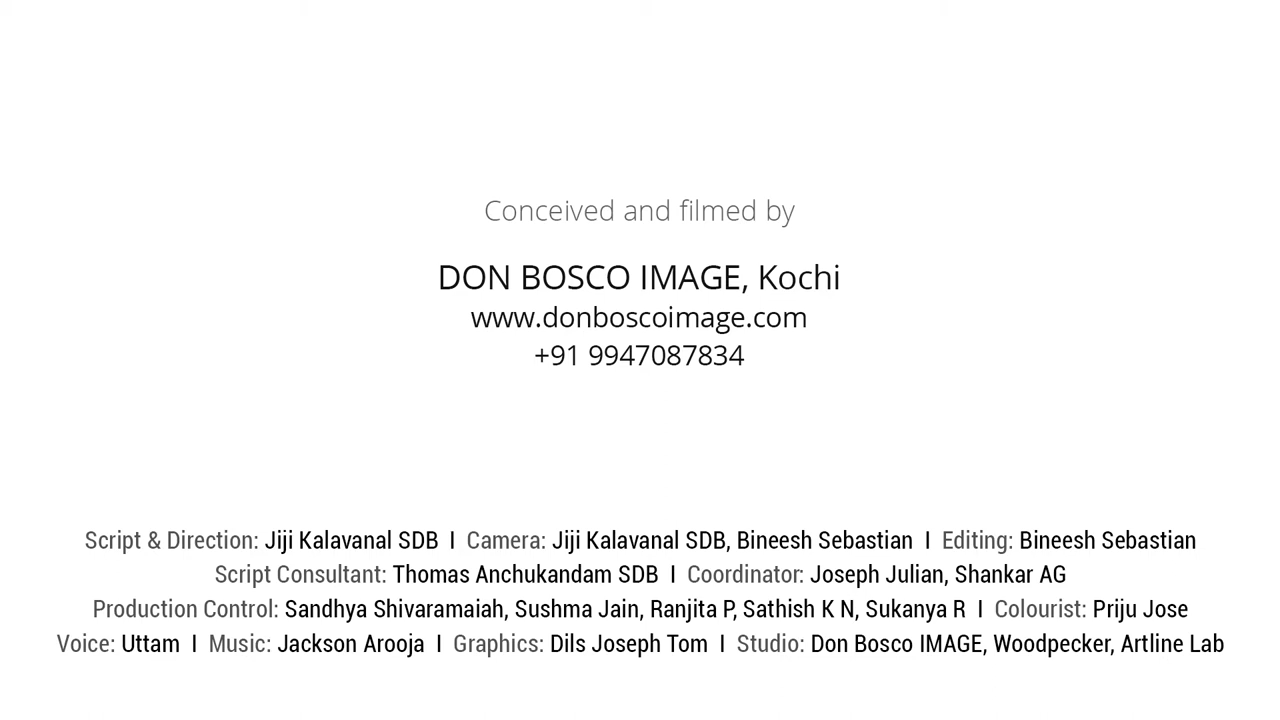 Conceived and filmed by
DON BOSCO IMAGE, Kochi
www.donboscoimage.com
+91 9947087834
Script & Direction: Jiji Kalavanal SDB I Camera: Jiji Kalavanal SDB, Bineesh Sebastian I Editing: Bineesh Sebastian
Script Consultant: Thomas Anchukandam SDB I Coordinator: Joseph Julian, Shankar AG
Production Control: Sandhya Shivaramaiah, Sushma Jain, Ranjita P, Sathish K N, Sukanya R I Colourist: Priju Jose
Voice: Uttam I Music: Jackson Arooja I Graphics: Dils Joseph Tom I Studio: Don Bosco IMAGE, Woodpecker, Artline Lab